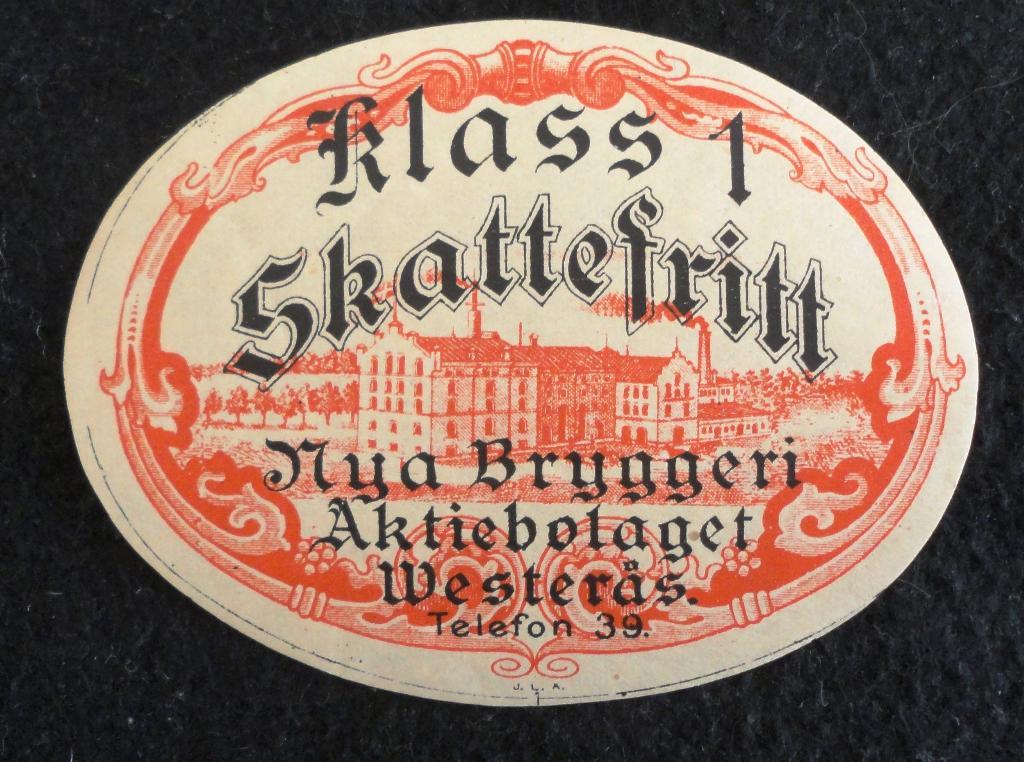 Klass 1
Skattefritt
Nya Bryggeri
Aktiebolaget
Westerås.
Telefon 39.
J. L. A.